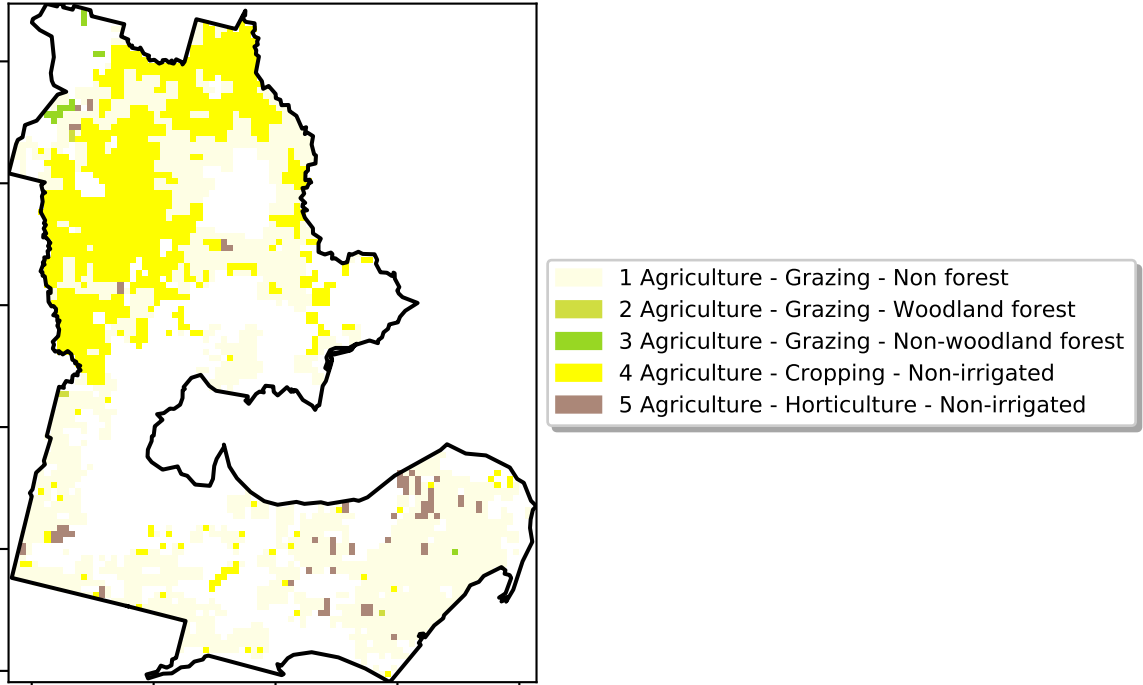 1 Agriculture - Grazing - Non forest
2 Agriculture - Grazing - Woodland forest
3 Agriculture - Grazing - Non-woodland forest
4 Agriculture - Cropping - Non-irrigated
5 Agriculture - Horticulture - Non-irrigated